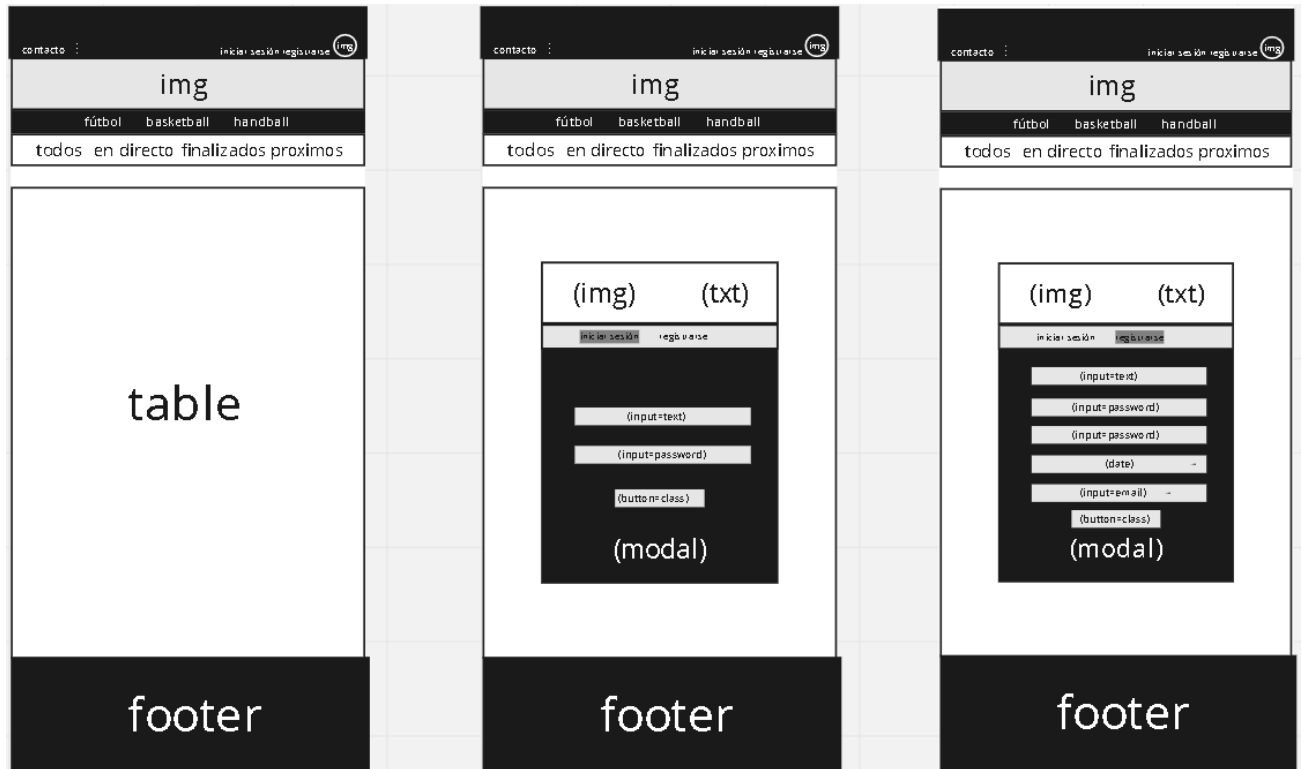 contacto ⋮ iniciar sesión registrarse img
img
fútbol basketball handball
todos en directo finalizados proximos
table
footer
contacto ⋮ iniciar sesión registrarse img
img
fútbol basketball handball
todos en directo finalizados proximos
(img) (txt)
iniciar sesión registrarse
(input=text)
(input=password)
(button=class)
(modal)
footer
contacto ⋮ iniciar sesión registrarse img
img
fútbol basketball handball
todos en directo finalizados proximos
(img) (txt)
iniciar sesión registrarse
(input=text)
(input=password)
(input=password)
(date)
(input=email)
(button=class)
(modal)
footer